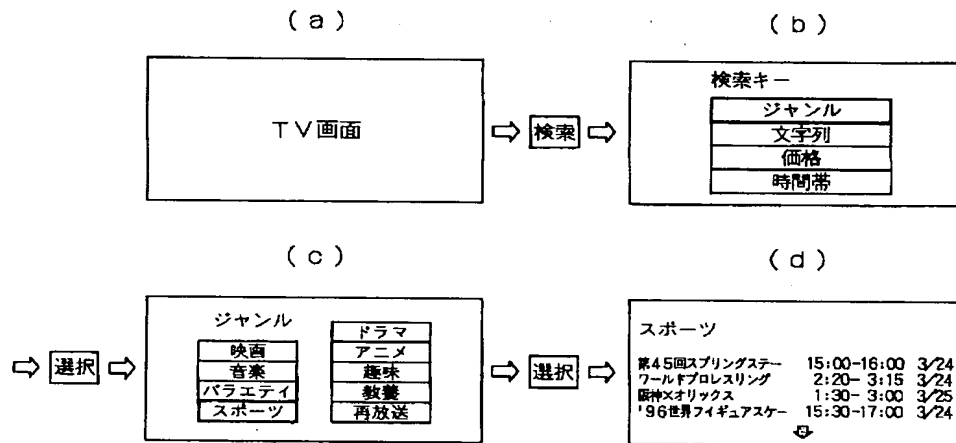 (a)
TV画面
検索
(b)
検索キー
ジャンル
文字列
価格
時間帯
選択
(c)
ジャンル
映画
音楽
バラエティ
スポーツ
ドラマ
アニメ
趣味
教養
再放送
選択
(d)
スポーツ
第45回スプリングステー 15:00-16:00 3/24
ワールドプロレスリング 2:20- 3:15 3/24
阪神×オリックス 1:30- 3:00 3/25
'96世界フィギュアスケー 15:30-17:00 3/24